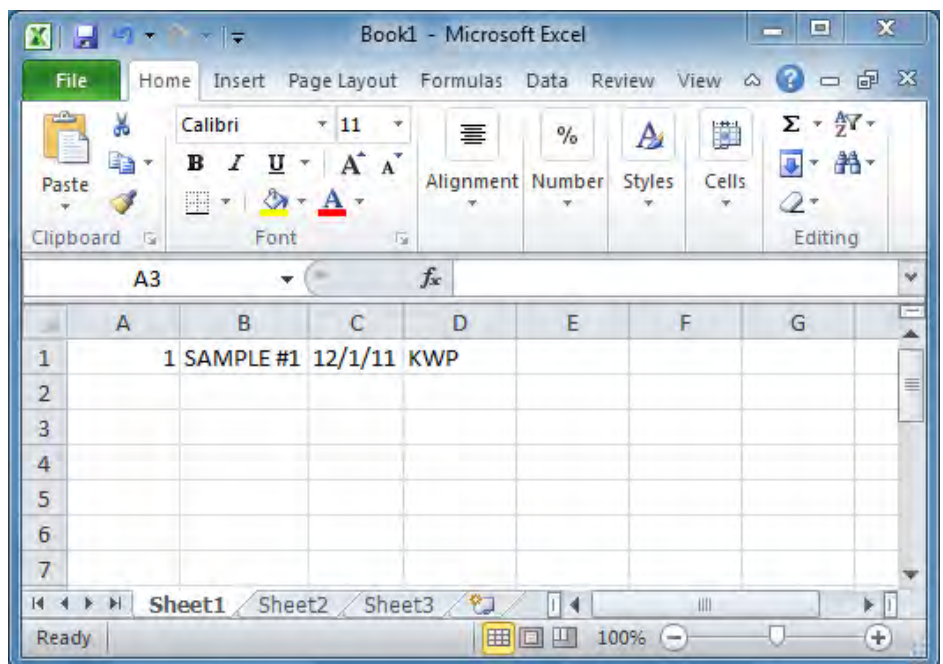 Book1 - Microsoft Excel
File Home Insert Page Layout Formulas Data Review View
Calibri 11
B I U A A
Paste Alignment Number Styles Cells
% A Σ A Z
A
Clipboard Font Editing
A3 fx
A B C D E F G
1 1 SAMPLE #1 12/1/11 KWP
2
3
4
5
6
7
Sheet1 Sheet2 Sheet3
Ready 100%